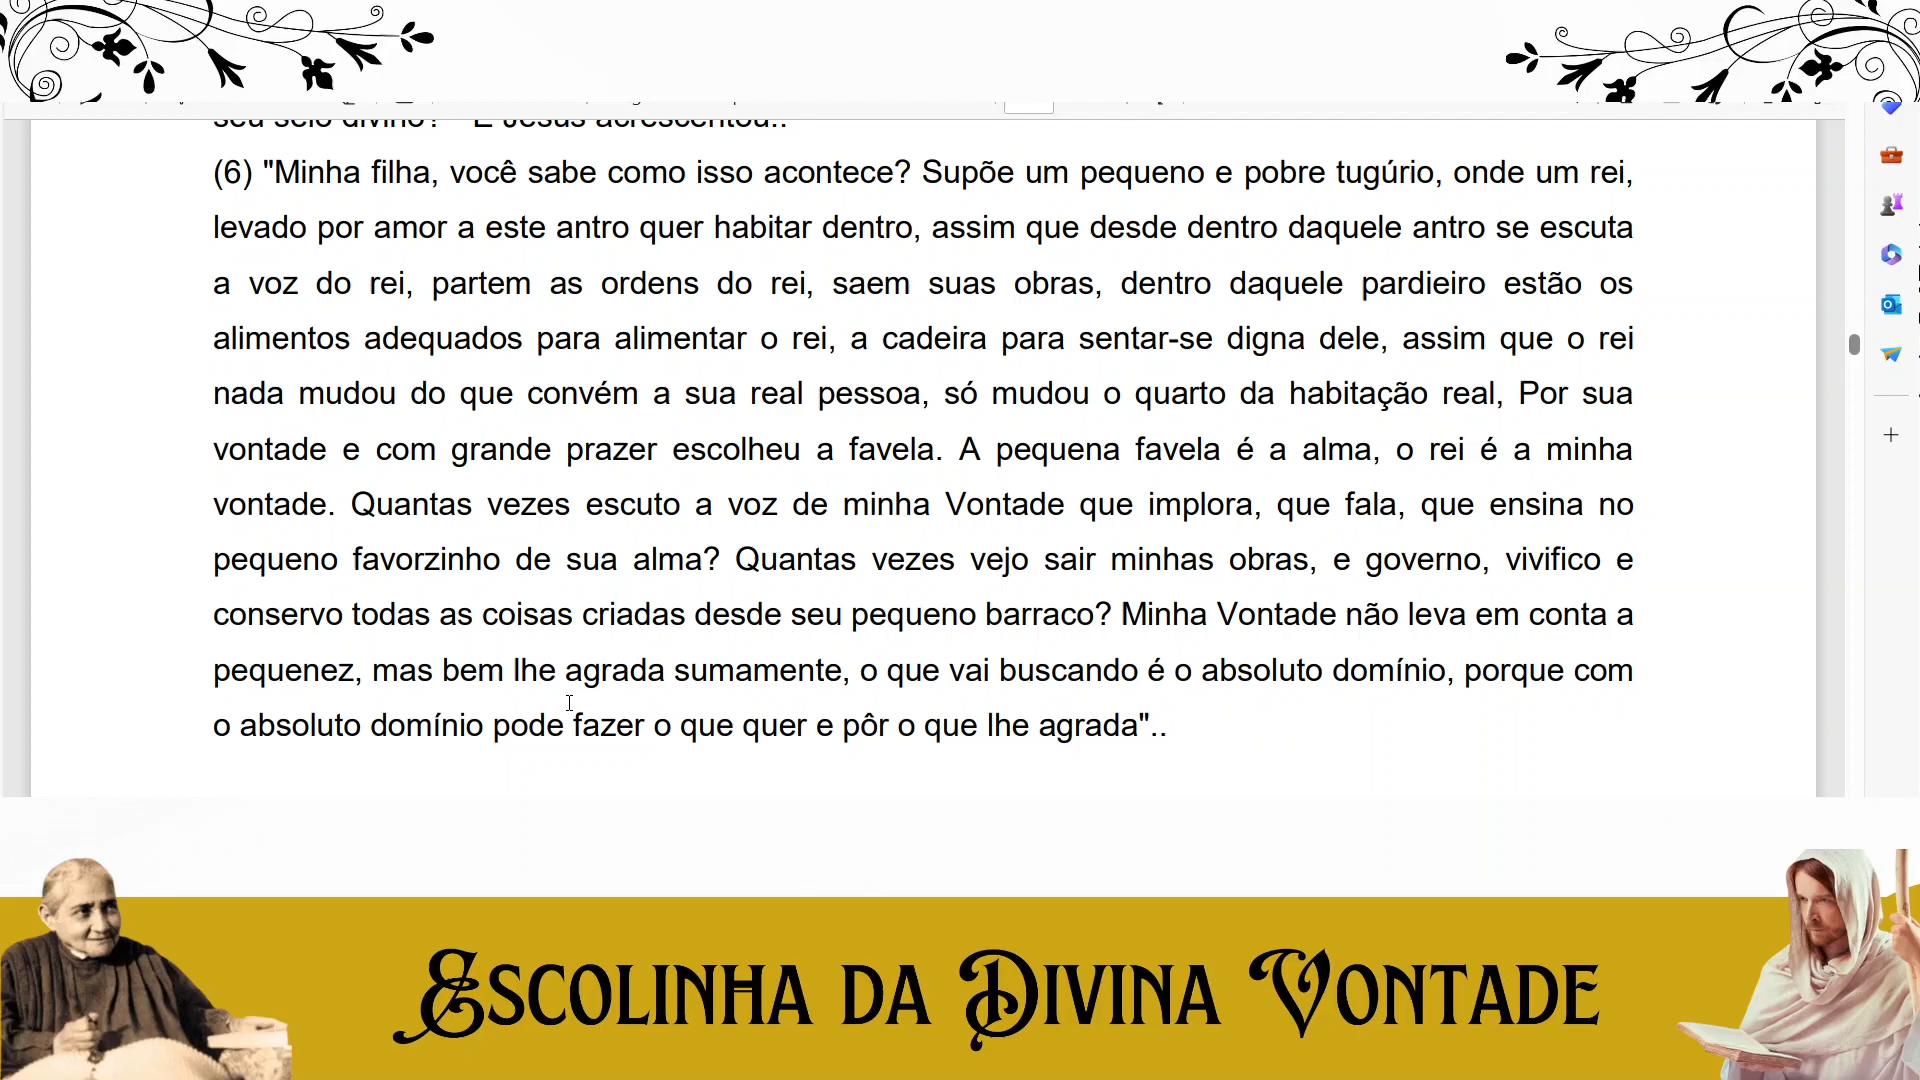 seu seio divino? " E Jesus acrescentou..
(6) "Minha filha, você sabe como isso acontece? Supõe um pequeno e pobre tugúrio, onde um rei,
levado por amor a este antro quer habitar dentro, assim que desde dentro daquele antro se escuta
a voz do rei, partem as ordens do rei, saem suas obras, dentro daquele pardieiro estão os
alimentos adequados para alimentar o rei, a cadeira para sentar-se digna dele, assim que o rei
nada mudou do que convém a sua real pessoa, só mudou o quarto da habitação real, Por sua
vontade e com grande prazer escolheu a favela. A pequena favela é a alma, o rei é a minha
vontade. Quantas vezes escuto a voz de minha Vontade que implora, que fala, que ensina no
pequeno favorzinho de sua alma? Quantas vezes vejo sair minhas obras, e governo, vivifico e
conservo todas as coisas criadas desde seu pequeno barraco? Minha Vontade não leva em conta a
pequenez, mas bem lhe agrada sumamente, o que vai buscando é o absoluto domínio, porque com
o absoluto domínio pode fazer o que quer e pôr o que lhe agrada"..
Escolinha da Divina Vontade